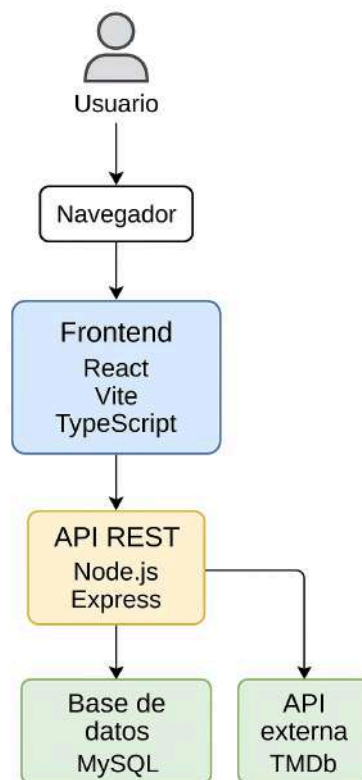 Usuario
Navegador
Frontend
React
Vite
TypeScript
API REST
Node.js
Express
Base de
datos
MySQL
API
externa
TMDb